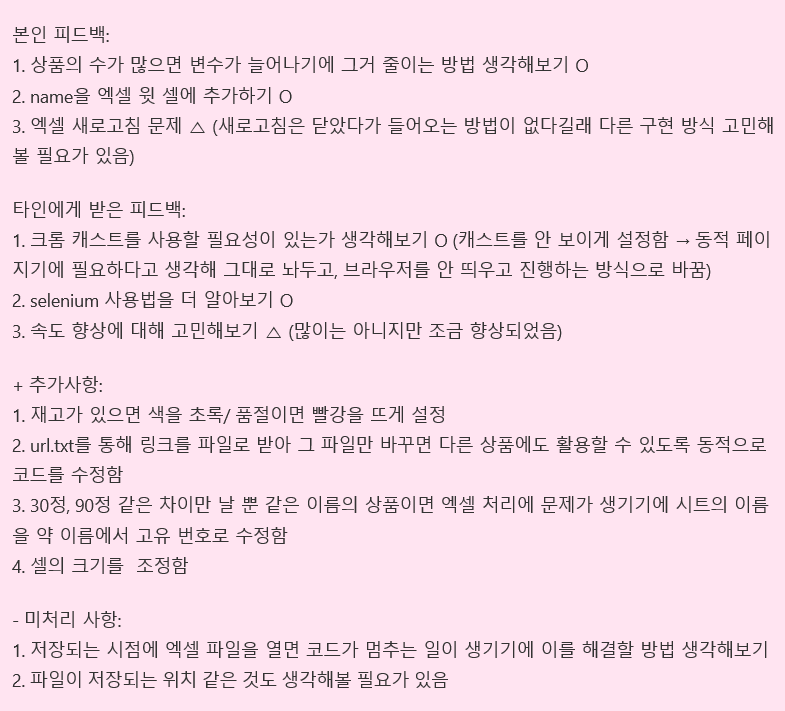 본인 피드백:
1. 상품의 수가 많으면 변수가 늘어나기에 그거 줄이는 방법 생각해보기 O
2. name을 엑셀 윗 셀에 추가하기 O
3. 엑셀 새로고침 문제 △ (새로고침은 닫았다가 들어오는 방법이 없다길래 다른 구현 방식 고민해
볼 필요가 있음)
타인에게 받은 피드백:
1. 크롬 캐스트를 사용할 필요성이 있는가 생각해보기 O (캐스트를 안 보이게 설정함 → 동적 페이
지기에 필요하다고 생각해 그대로 놔두고, 브라우저를 안 띄우고 진행하는 방식으로 바꿈)
2. selenium 사용법을 더 알아보기 O
3. 속도 향상에 대해 고민해보기 △ (많이는 아니지만 조금 향상되었음)
+ 추가사항:
1. 재고가 있으면 색을 초록/ 품절이면 빨강을 뜨게 설정
2. url.txt를 통해 링크를 파일로 받아 그 파일만 바꾸면 다른 상품에도 활용할 수 있도록 동적으로
코드를 수정함
3. 30정, 90정 같은 차이만 날 뿐 같은 이름의 상품이면 엑셀 처리에 문제가 생기기에 시트의 이름
을 약 이름에서 고유 번호로 수정함
4. 셀의 크기를  조정함
- 미처리 사항:
1. 저장되는 시점에 엑셀 파일을 열면 코드가 멈추는 일이 생기기에 이를 해결할 방법 생각해보기
2. 파일이 저장되는 위치 같은 것도 생각해볼 필요가 있음